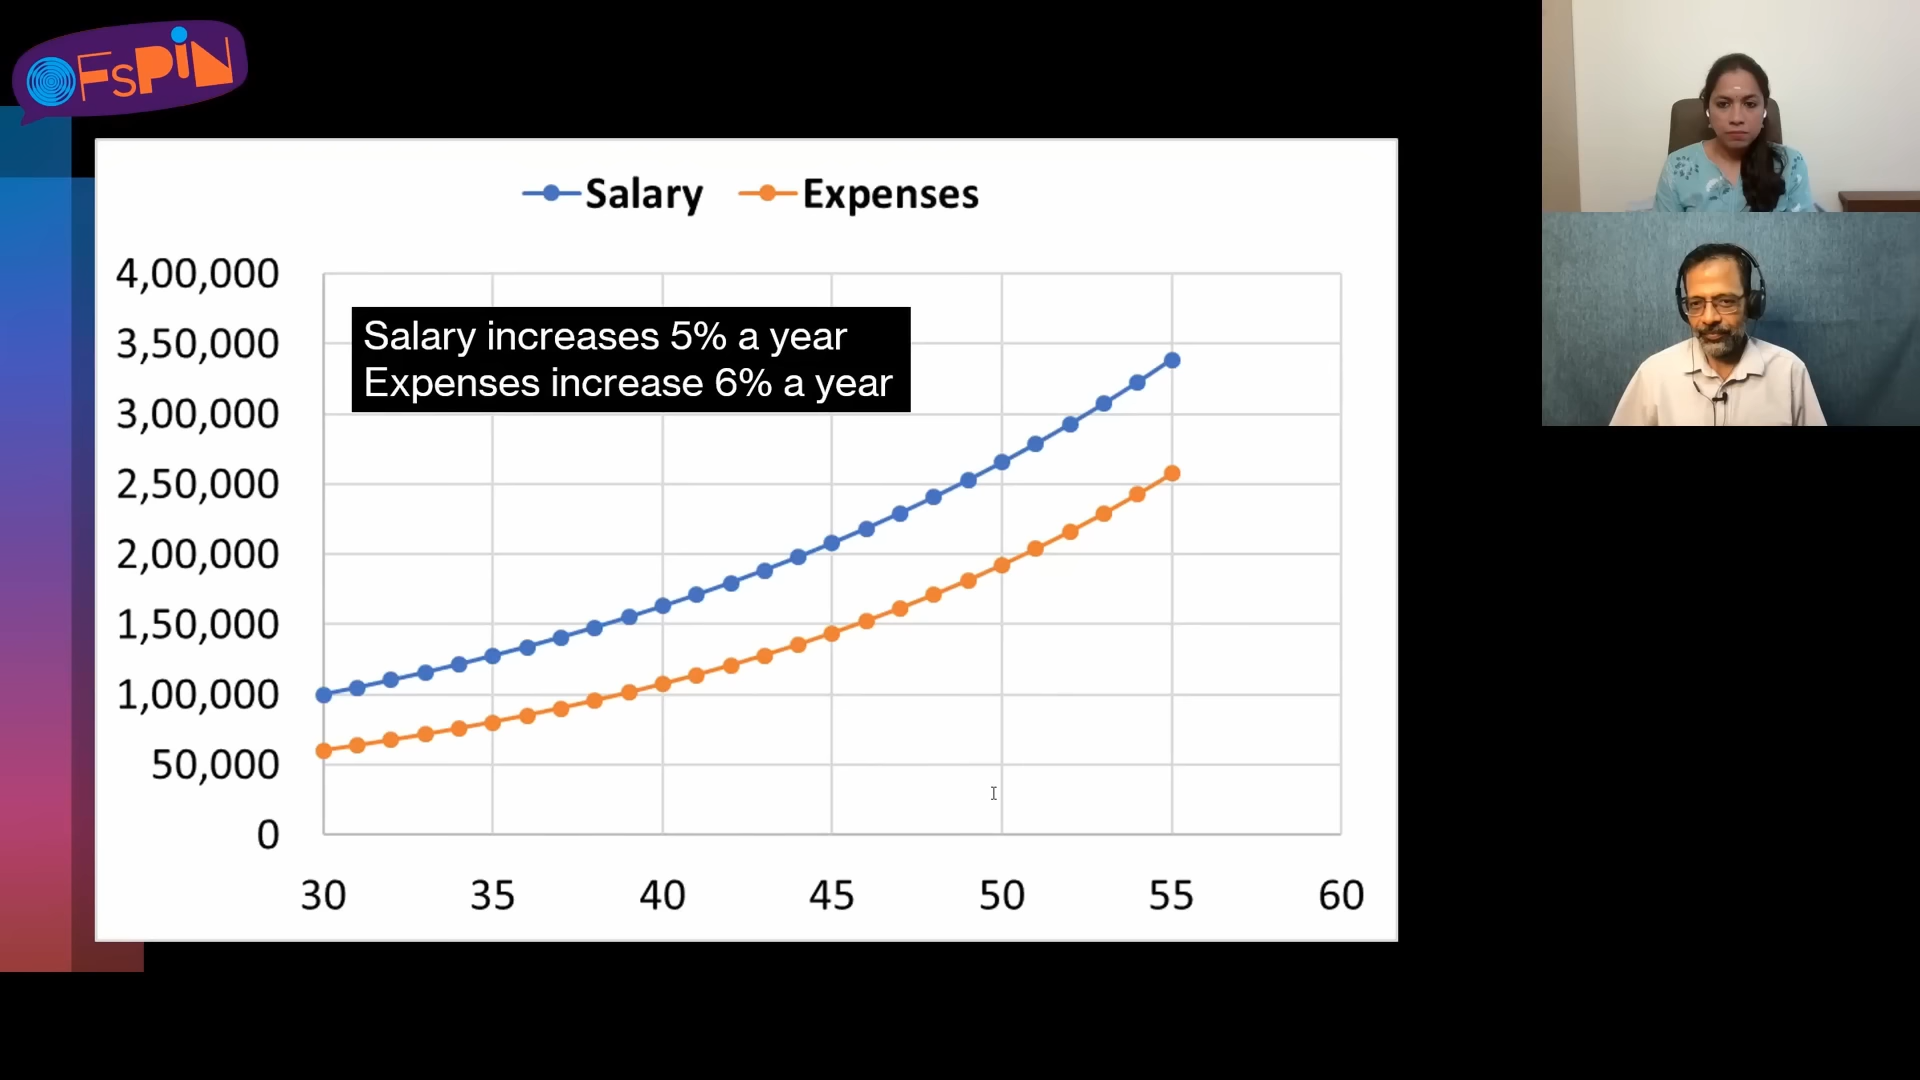 OFsPiN
Salary Expenses
4,00,000
3,50,000
3,00,000
2,50,000
2,00,000
1,50,000
1,00,000
50,000
0
Salary increases 5% a year
Expenses increase 6% a year
30 35 40 45 50 55 60